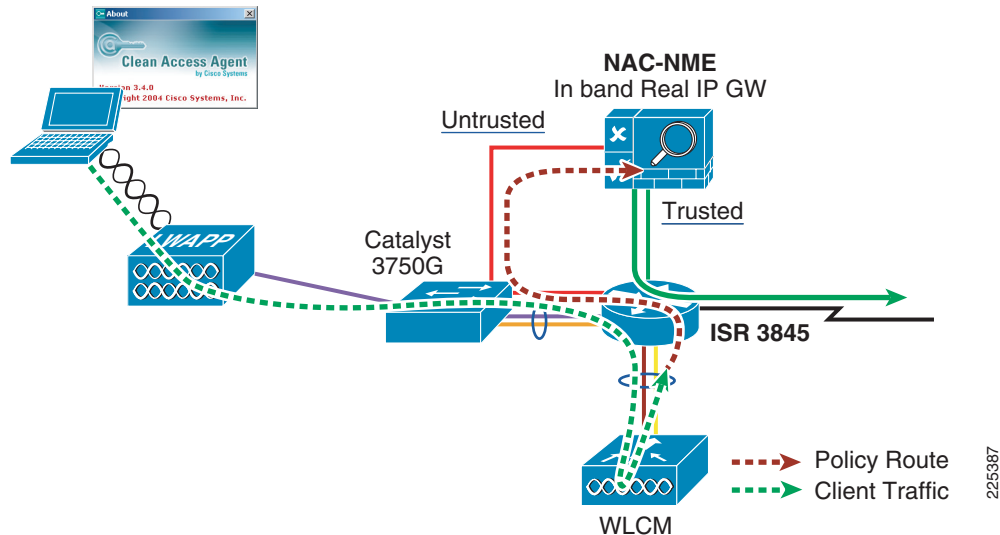 About
Clean Access Agent
by Cisco Systems
Version 3.4.0
Copyright 2004 Cisco Systems, Inc.
NAC-NME
In band Real IP GW
Untrusted
Trusted
LWAPP
Catalyst
3750G
ISR 3845
WLCM
Policy Route
Client Traffic
225387